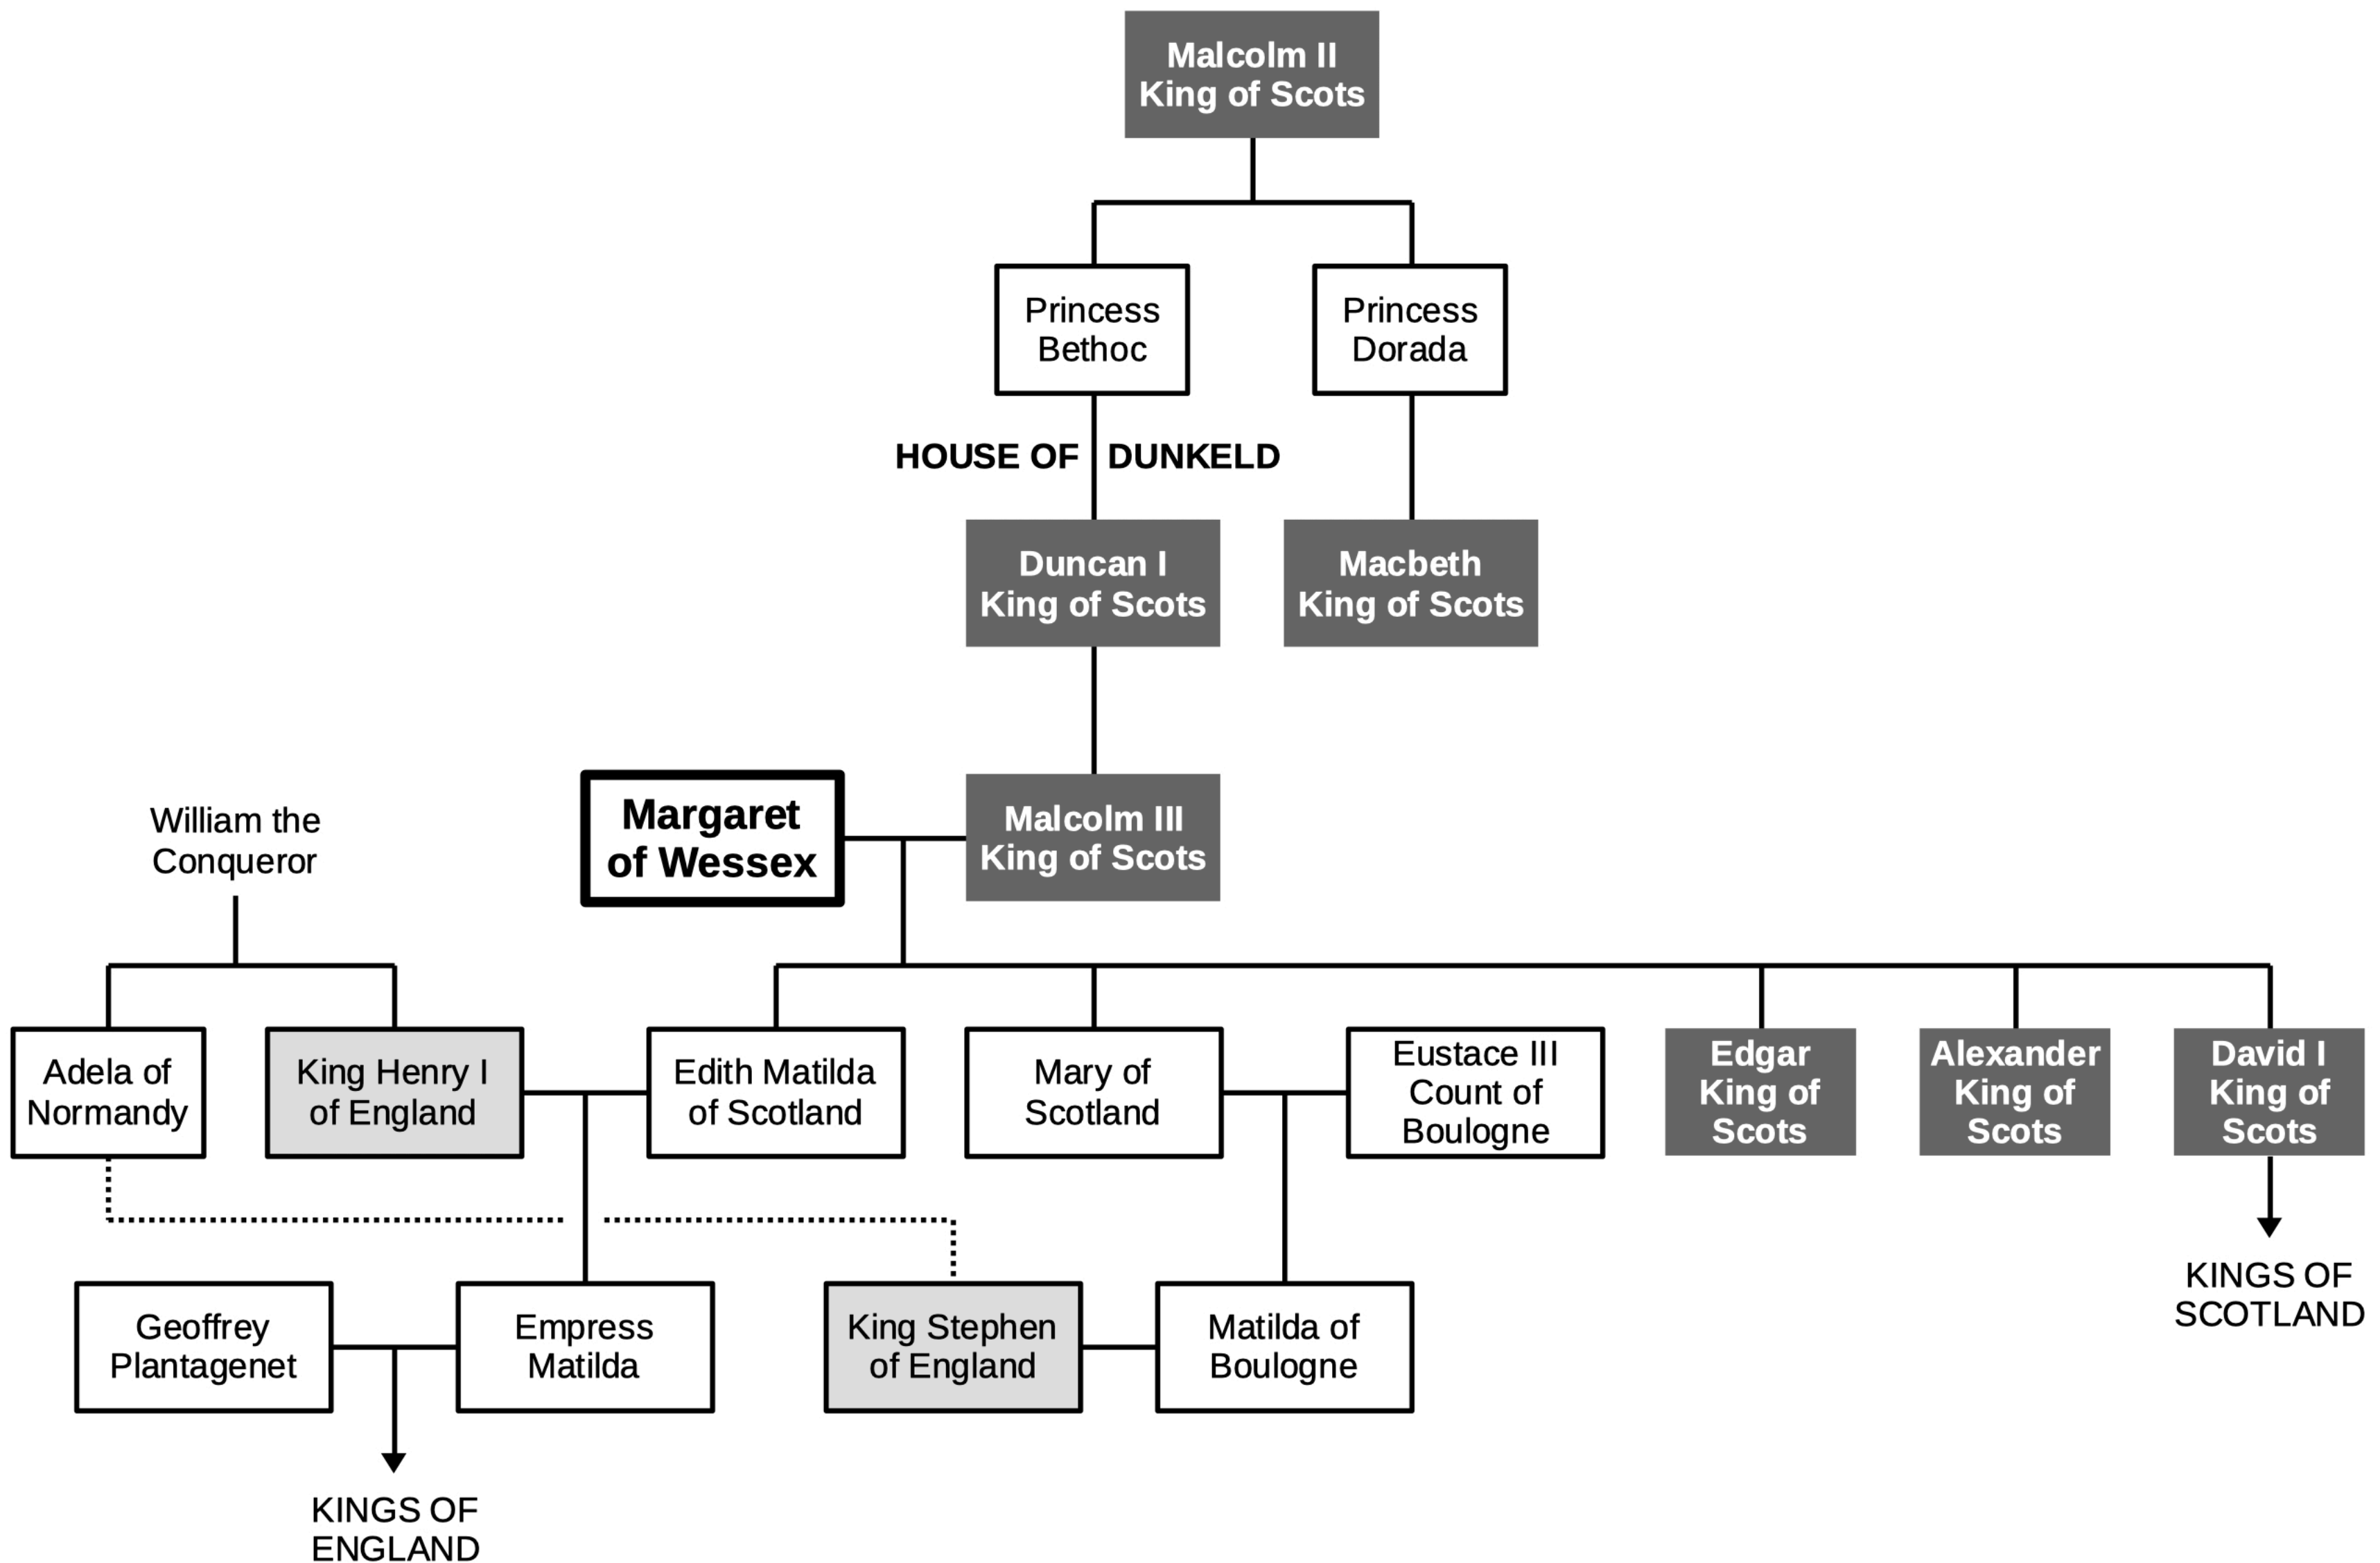 Malcolm II
King of Scots
Princess
Bethoc
Princess
Dorada
HOUSE OF DUNKELD
Duncan I
King of Scots
Macbeth
King of Scots
William the
Conqueror
Margaret
of Wessex
Malcolm III
King of Scots
Adela of
Normandy
King Henry I
of England
Edith Matilda
of Scotland
Mary of
Scotland
Eustace III
Count of
Boulogne
Edgar
King of
Scots
Alexander
King of
Scots
David I
King of
Scots
Geoffrey
Plantagenet
Empress
Matilda
King Stephen
of England
Matilda of
Boulogne
KINGS OF
SCOTLAND
KINGS OF
ENGLAND